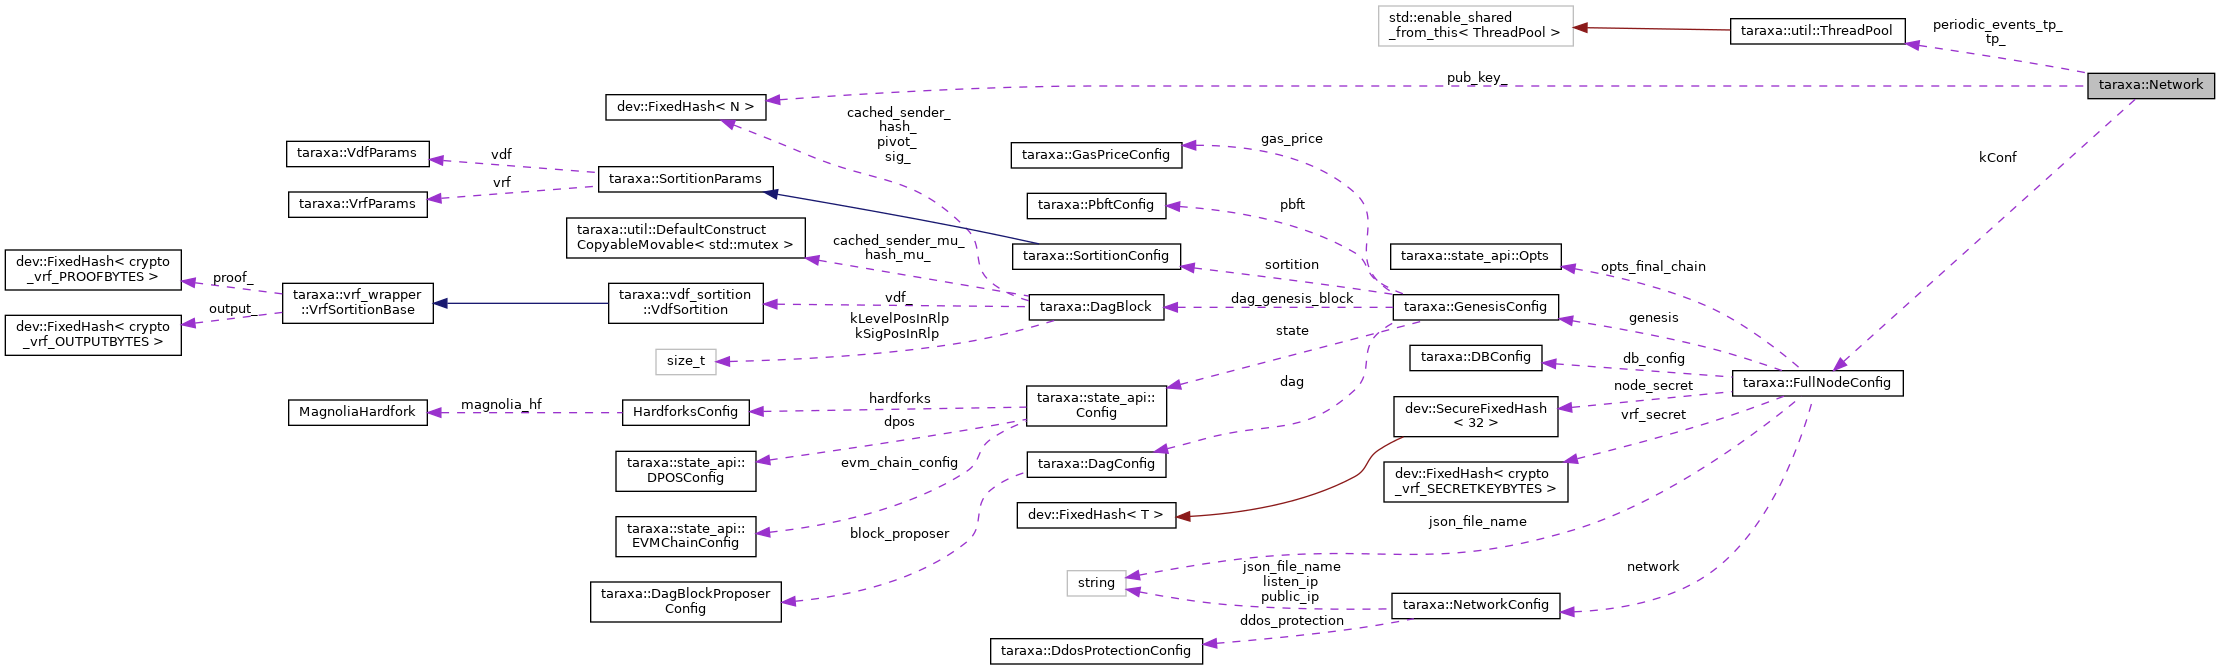 std::enable_shared
_from_this< ThreadPool >
taraxa::util::ThreadPool
periodic_events_tp_
tp_
taraxa::Network
pub_key_
dev::FixedHash< N >
cached_sender_
hash_
pivot_
sig_
gas_price
kConf
taraxa::VdfParams
vdf
taraxa::SortitionParams
taraxa::GasPriceConfig
vrf
taraxa::VrfParams
taraxa::PbftConfig
pbft
taraxa::util::DefaultConstruct
CopyableMovable< std::mutex >
cached_sender_mu_
hash_mu_
taraxa::SortitionConfig
sortition
taraxa::state_api::Opts
opts_final_chain
dev::FixedHash< crypto
_vrf_PROOFBYTES >
proof_
output_
dev::FixedHash< crypto
_vrf_OUTPUTBYTES >
taraxa::vrf_wrapper
::VrfSortitionBase
taraxa::vdf_sortition
::VdfSortition
vdf_
kLevelPosInRlp
kSigPosInRlp
taraxa::DagBlock
dag_genesis_block
taraxa::GenesisConfig
genesis
state
size_t
taraxa::DBConfig
db_config
taraxa::FullNodeConfig
dag
node_secret
MagnoliaHardfork
magnolia_hf
HardforksConfig
hardforks
dpos
taraxa::state_api::
Config
dev::SecureFixedHash
< 32 >
vrf_secret
taraxa::state_api::
DPOSConfig
evm_chain_config
taraxa::DagConfig
dev::FixedHash< crypto
_vrf_SECRETKEYBYTES >
taraxa::state_api::
EVMChainConfig
block_proposer
dev::FixedHash< T >
json_file_name
network
taraxa::DagBlockProposer
Config
string
json_file_name
listen_ip
public_ip
taraxa::NetworkConfig
ddos_protection
taraxa::DdosProtectionConfig